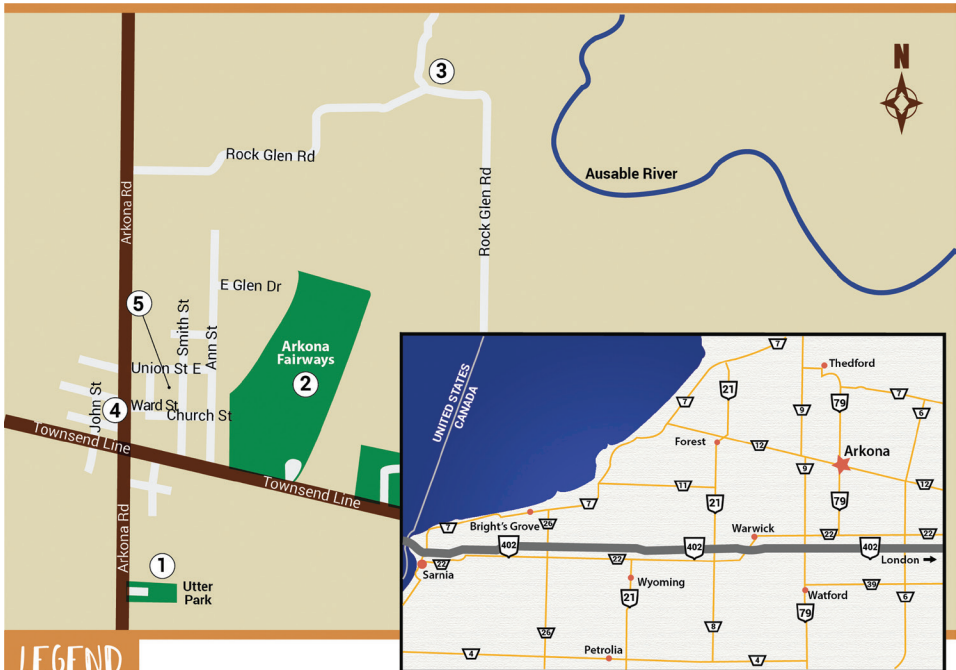 N
3
Rock Glen Rd
Ausable River
Rock Glen Rd
Arkona Rd
E Glen Dr
5
Smith St
Ann St
Arkona
Fairways
2
Union St E
John St
4
Ward St
Church St
Townsend Line
Townsend Line
Arkona Rd
1
Utter
Park
LEGEND
UNITED STATES
CANADA
7
Thedford
21
79
7
7
9
6
Forest
12
Arkona
9
11
12
21
79
7
Bright's Grove
26
7
Warwick
22
22
402
402
402
London
22
22
Sarnia
Wyoming
39
21
Watford
6
79
26
8
4
Petrolia
4